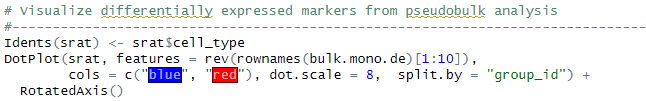 # Visualize differentially expressed markers from pseudobulk analysis
#-------------------------------------------------------------------------------
Idents(srat) <- srat$cell_type
DotPlot(srat, features = rev(rownames(bulk.mono.de)[1:10]),
        cols = c("blue", "red"), dot.scale = 8,  split.by = "group_id") +
  RotatedAxis()